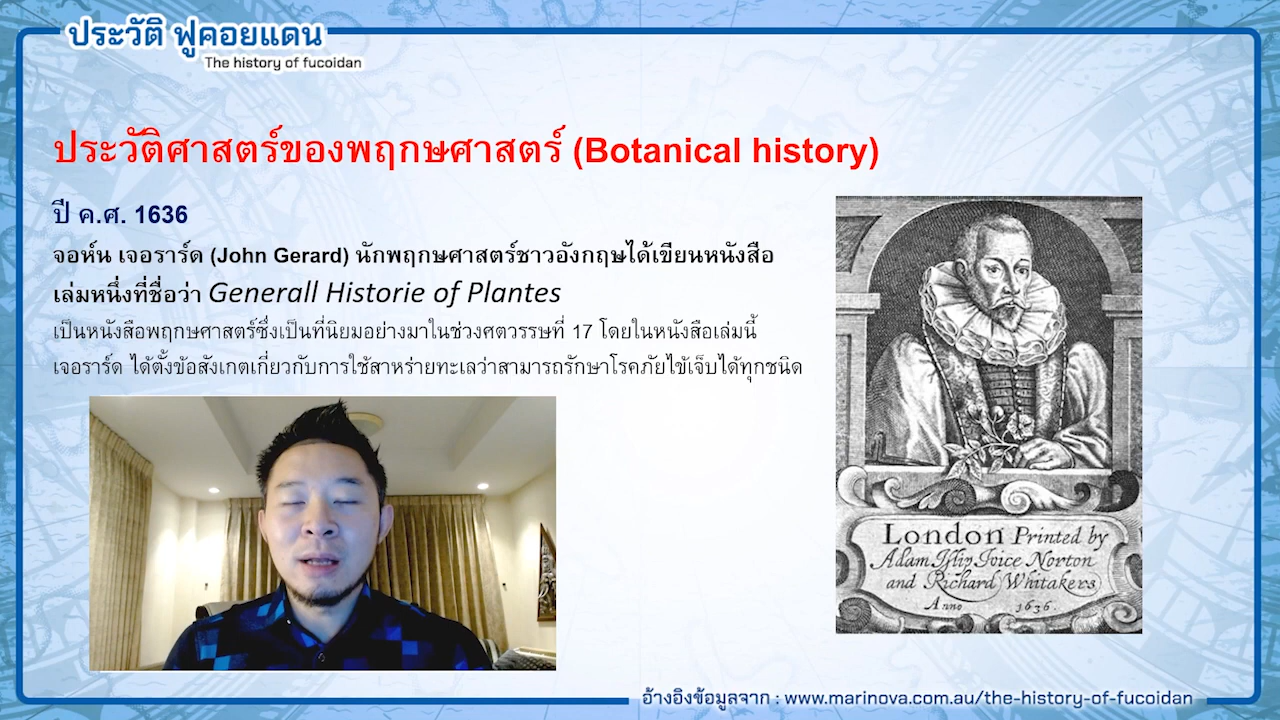 ประวัติ ฟูคอยแดน
The history of fucoidan
ประวัติศาสตร์ของพฤกษศาสตร์ (Botanical history)
ปี ค.ศ. 1636
จอห์น เจอราร์ด (John Gerard) นักพฤกษศาสตร์ชาวอังกฤษได้เขียนหนังสือ
เล่มหนึ่งที่ชื่อว่า Generall Historie of Plantes
เป็นหนังสือพฤกษศาสตร์ซึ่งเป็นที่นิยมอย่างมาในช่วงศตวรรษที่ 17 โดยในหนังสือเล่มนี้
เจอราร์ด ได้ตั้งข้อสังเกตเกี่ยวกับการใช้สาหร่ายทะเลว่าสามารถรักษาโรคภัยไข้เจ็บได้ทุกชนิด
London Printed by
Adam Islip Joice Norton
and Richard Whitakers
Anno 1636.
อ้างอิงข้อมูลจาก : www.marinova.com.au/the-history-of-fucoidan